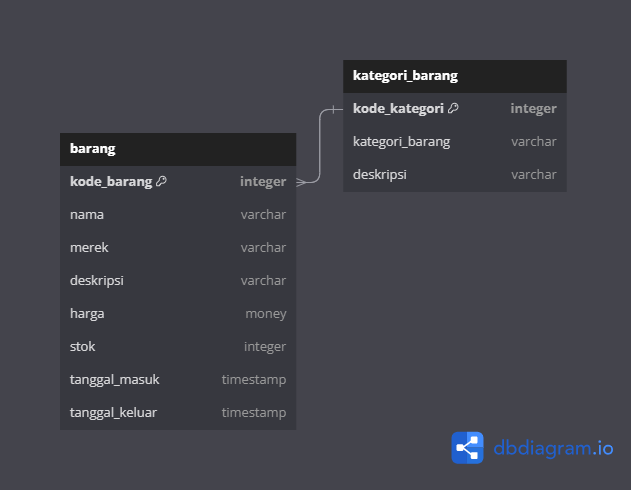 kategori_barang
kode_kategori integer
kategori_barang varchar
deskripsi varchar
barang
kode_barang integer
nama varchar
merek varchar
deskripsi varchar
harga money
stok integer
tanggal_masuk timestamp
tanggal_keluar timestamp
dbdiagram.io